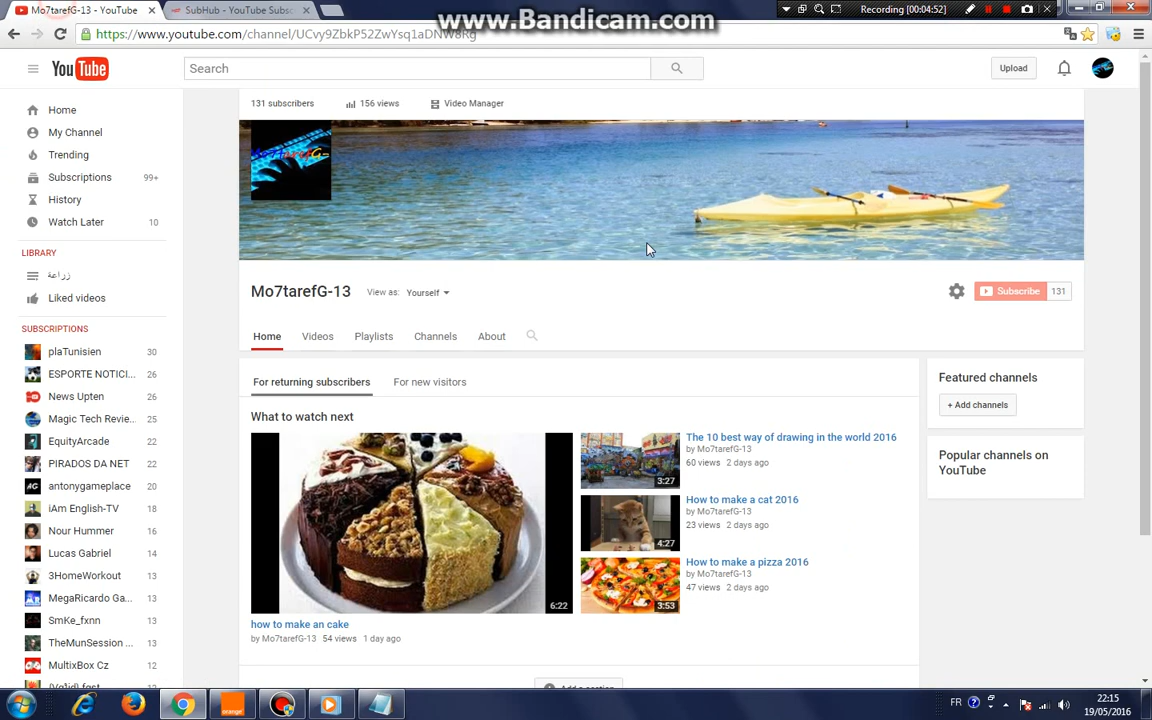 Mo7tarefG-13 - YouTube
SubHub - YouTube Subsc
www.Bandicam.com
Recording [00:04:52]
https://www.youtube.com/channel/UCvy9ZbkP52ZwYsq1aDNW8Rg
YouTube
Search
Upload
131 subscribers
156 views
Video Manager
Home
My Channel
Trending
Subscriptions 99+
History
Watch Later 10
LIBRARY
زراعة
Liked videos
SUBSCRIPTIONS
plaTunisien 30
ESPORTE NOTICI... 26
News Upten 26
Magic Tech Revie... 25
EquityArcade 22
PIRADOS DA NET 22
antonygameplace 20
iAm English-TV 18
Nour Hummer 15
Lucas Gabriel 14
3HomeWorkout 13
MegaRicardo Ga... 13
SmKe_fxnn 13
TheMunSession ... 13
MultixBox Cz 12
12
Mo7tarefG-13
View as: Yourself
Subscribe 131
Home
Videos
Playlists
Channels
About
For returning subscribers
For new visitors
What to watch next
6:22
how to make an cake
by Mo7tarefG-13 54 views 1 day ago
3:27
The 10 best way of drawing in the world 2016
by Mo7tarefG-13
60 views 2 days ago
4:27
How to make a cat 2016
by Mo7tarefG-13
23 views 2 days ago
3:53
How to make a pizza 2016
by Mo7tarefG-13
47 views 2 days ago
Add a section
Featured channels
+ Add channels
Popular channels on
YouTube
orange
FR
22:15
19/05/2016